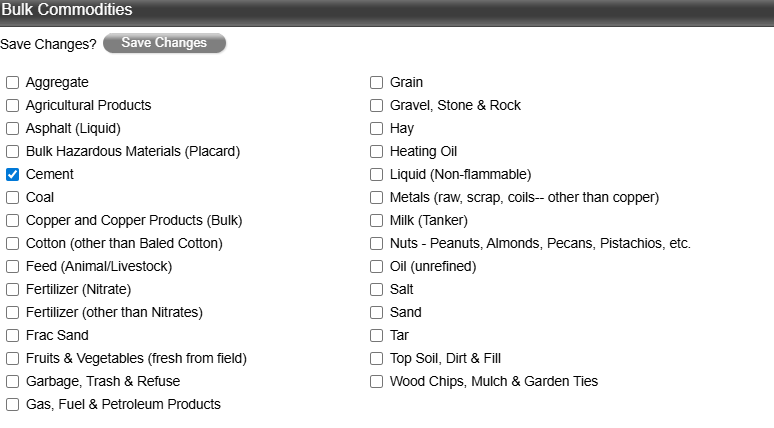 Bulk Commodities
Save Changes? Save Changes
Aggregate
Agricultural Products
Asphalt (Liquid)
Bulk Hazardous Materials (Placard)
Cement
Coal
Copper and Copper Products (Bulk)
Cotton (other than Baled Cotton)
Feed (Animal/Livestock)
Fertilizer (Nitrate)
Fertilizer (other than Nitrates)
Frac Sand
Fruits & Vegetables (fresh from field)
Garbage, Trash & Refuse
Gas, Fuel & Petroleum Products
Grain
Gravel, Stone & Rock
Hay
Heating Oil
Liquid (Non-flammable)
Metals (raw, scrap, coils-- other than copper)
Milk (Tanker)
Nuts - Peanuts, Almonds, Pecans, Pistachios, etc.
Oil (unrefined)
Salt
Sand
Tar
Top Soil, Dirt & Fill
Wood Chips, Mulch & Garden Ties